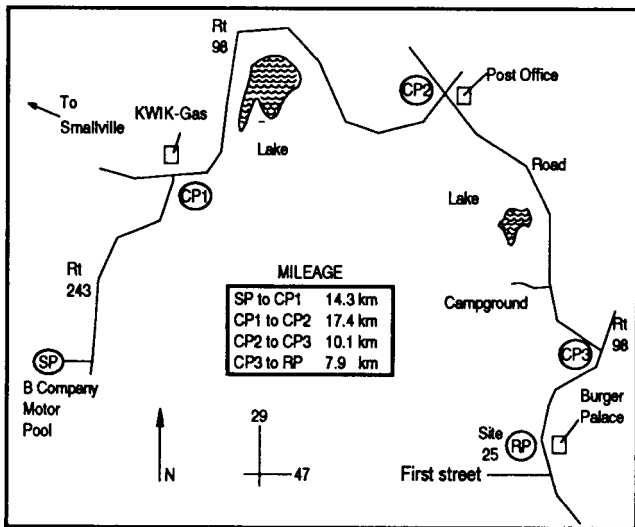 Rt
98
To
Smallville
KWIK-Gas
Lake
CP1
CP2
Post Office
Road
Lake
Rt
243
MILEAGE
SP to CP1 14.3 km
CP1 to CP2 17.4 km
CP2 to CP3 10.1 km
CP3 to RP 7.9 km
Campground
Rt
98
CP3
SP
B Company
Motor
Pool
N
29
47
Burger
Palace
Site
25
RP
First street